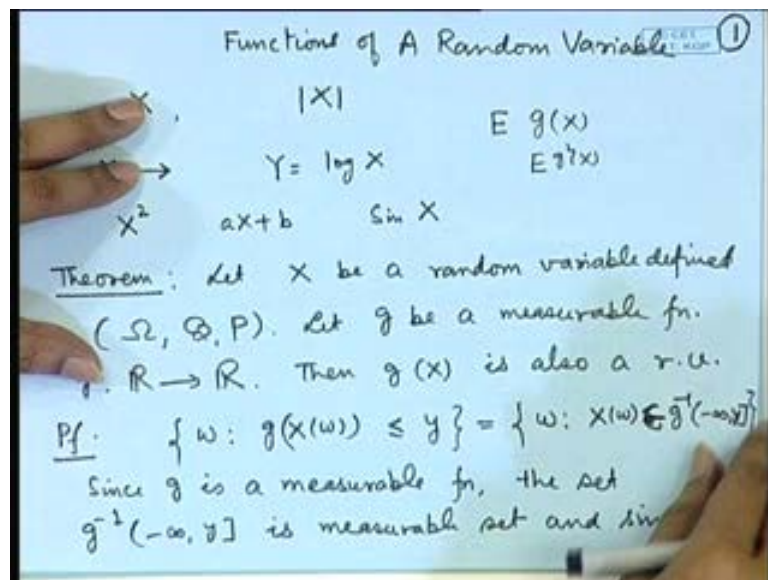 Functions of A Random Variable ①
X, |X| E g(X)
→ Y = log X E g²(X)
X² aX+b Sin X
Theorem: Let X be a random variable defined
(Ω, 𝔅, P). Let g be a measurable fn.
ℝ → ℝ. Then g(X) is also a r.v.
Pf. {ω: g(X(ω)) ≤ y} = {ω: X(ω) ∈ g⁻¹(-∞, y]}
Since g is a measurable fn, the set
g⁻¹(-∞, y] is measurable set and sin